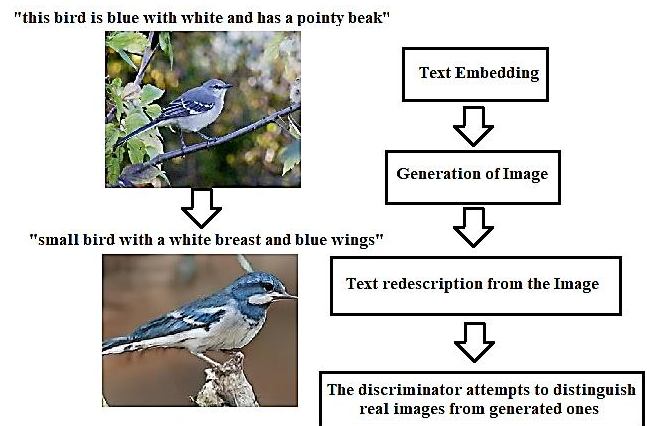 "this bird is blue with white and has a pointy beak"
"small bird with a white breast and blue wings"
Text Embedding
Generation of Image
Text redescription from the Image
The discriminator attempts to distinguish
real images from generated ones